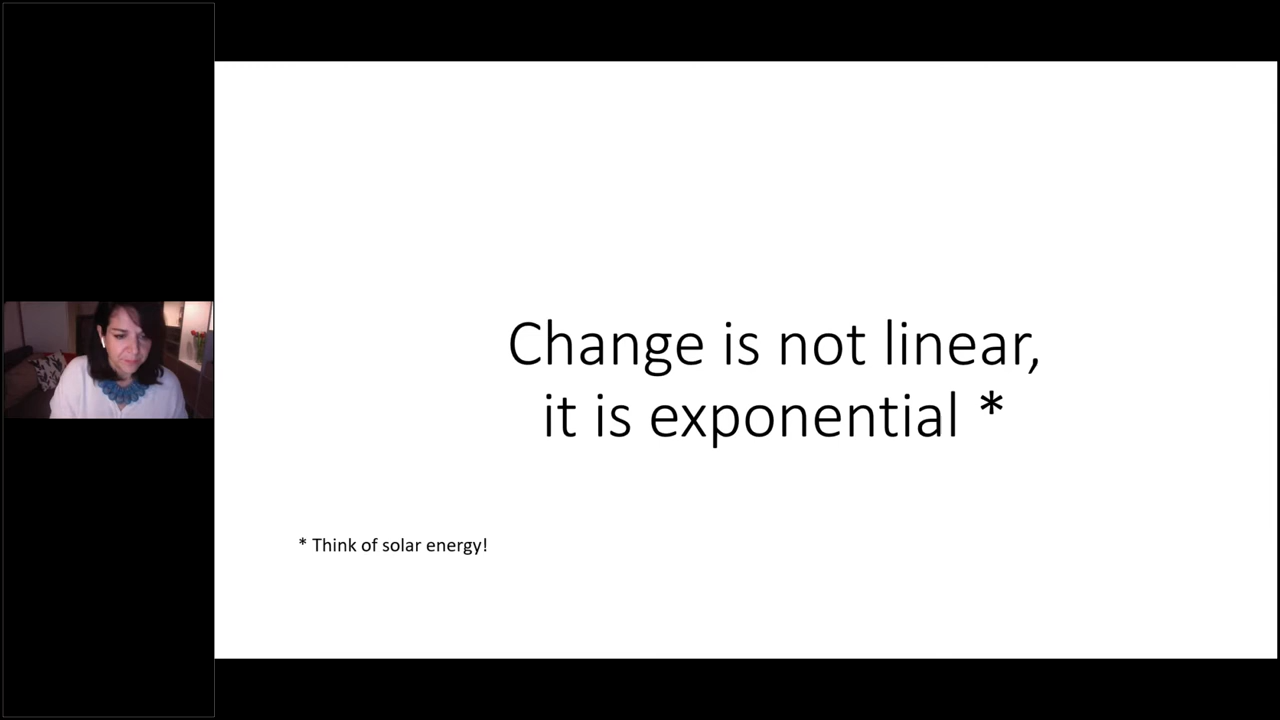 Change is not linear,
it is exponential *
* Think of solar energy!